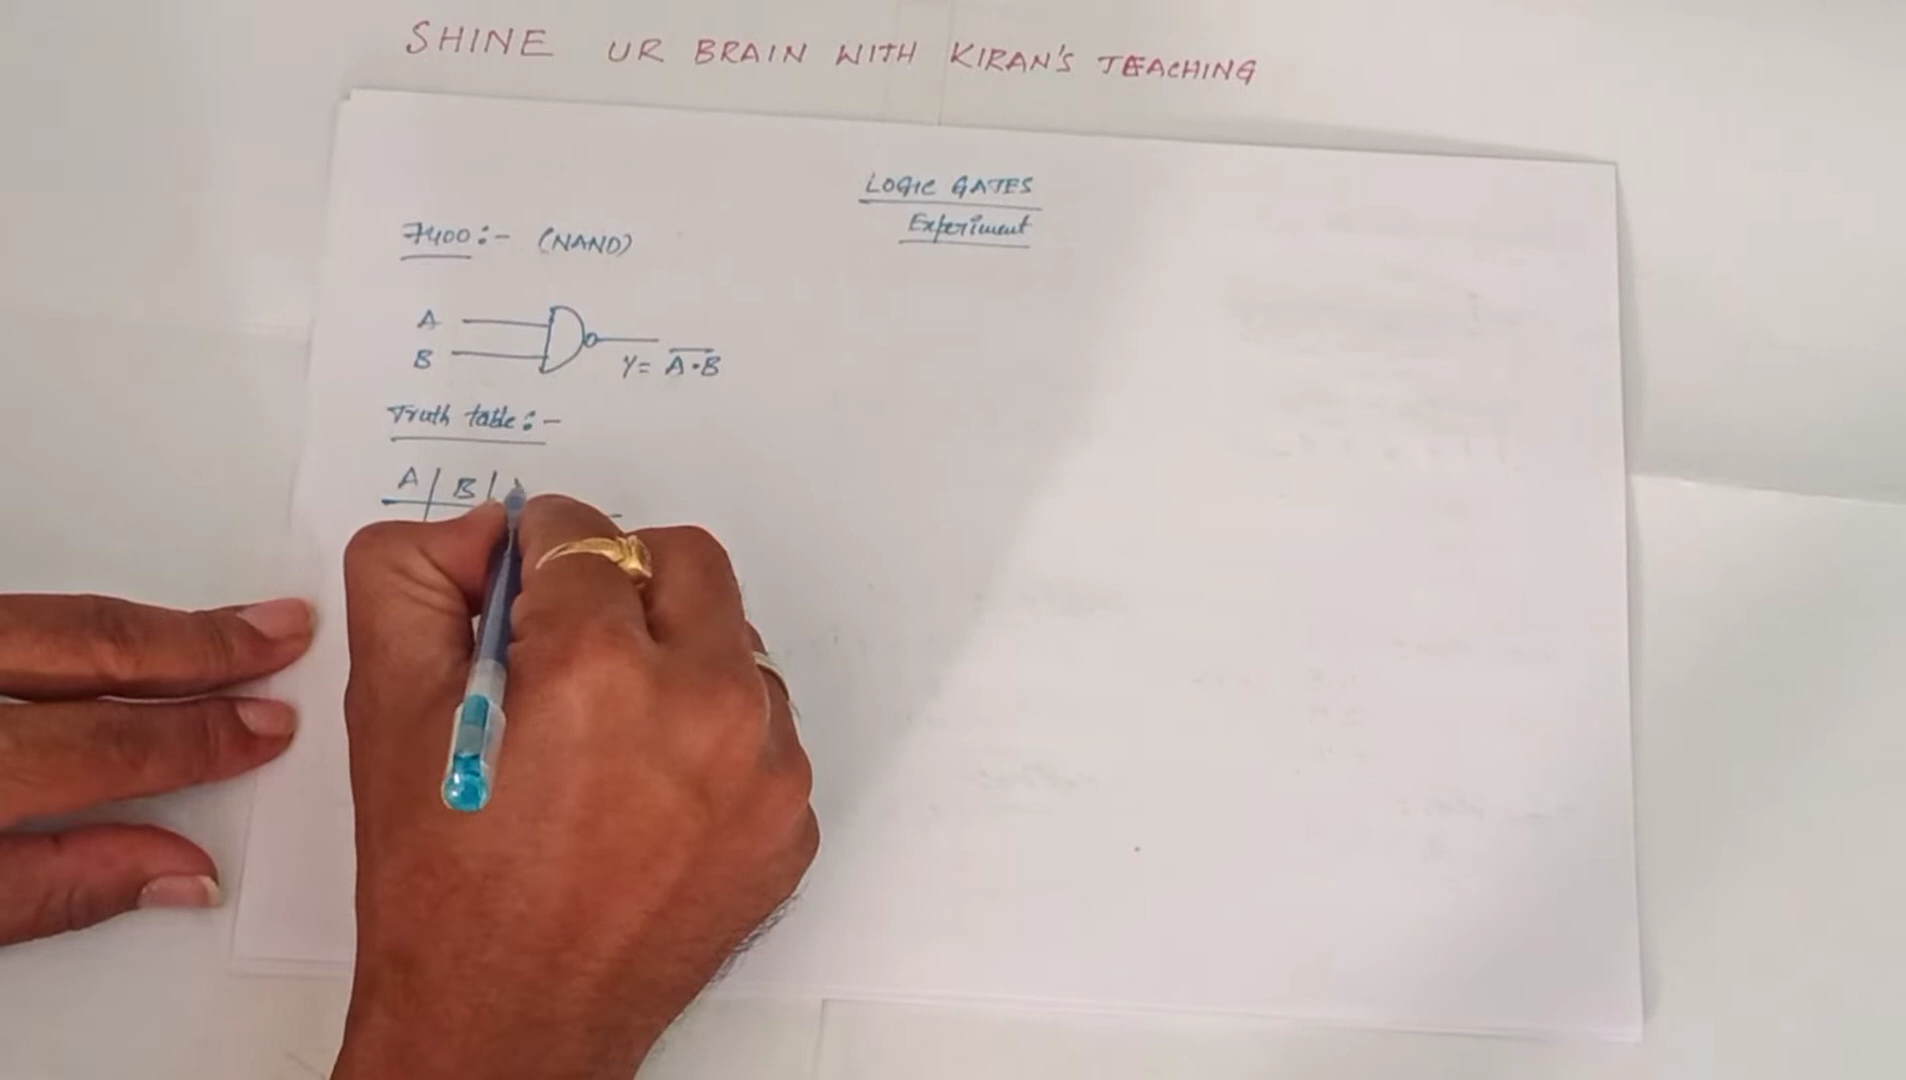 SHINE UR BRAIN WITH KIRAN'S TEACHING
LOGIC GATES
Experiment
7400:- (NAND)
A
B
Y= A·B
Truth table:-
A | B |